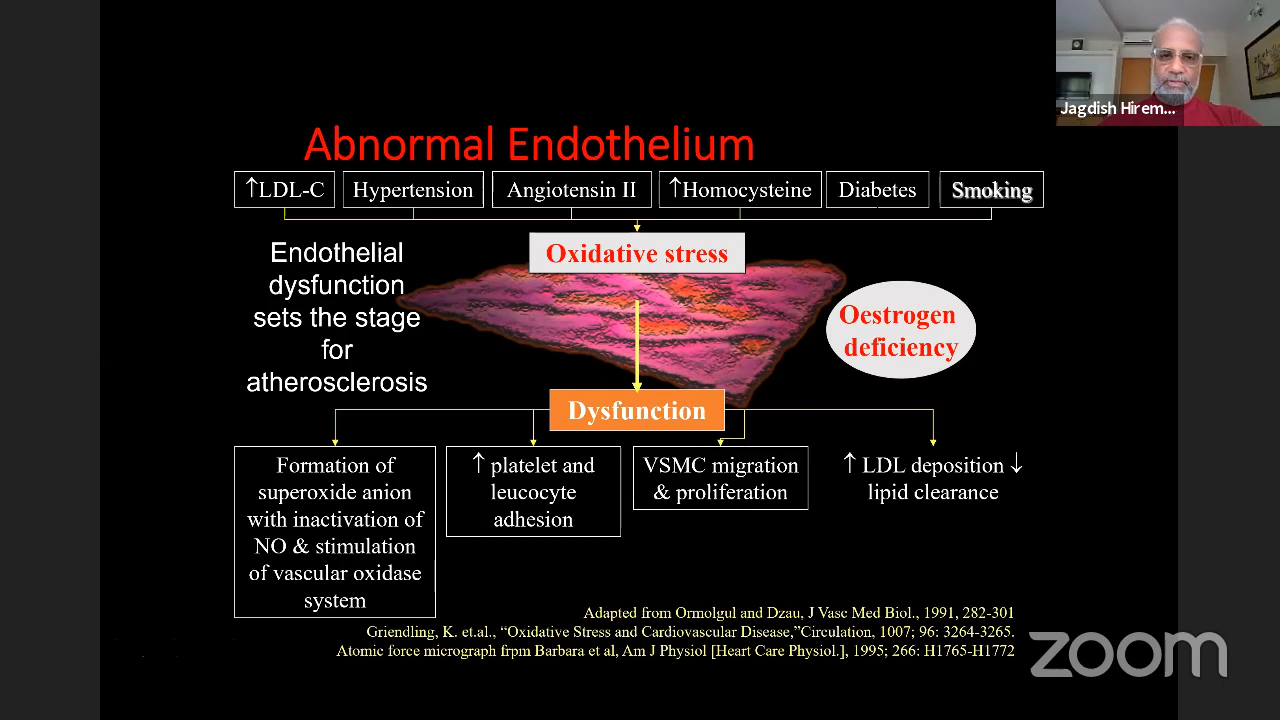 Jagdish Hirem...
Abnormal Endothelium
↑LDL-C
Hypertension
Angiotensin II
↑Homocysteine
Diabetes
Smoking
Oxidative stress
Endothelial
dysfunction
sets the stage
for
atherosclerosis
Oestrogen
deficiency
Dysfunction
Formation of
superoxide anion
with inactivation of
NO & stimulation
of vascular oxidase
system
↑ platelet and
leucocyte
adhesion
VSMC migration
& proliferation
↑ LDL deposition ↓
lipid clearance
Adapted from Ormolgul and Dzau, J Vasc Med Biol., 1991, 282-301
Griendling, K. et.al., “Oxidative Stress and Cardiovascular Disease,”Circulation, 1007; 96: 3264-3265.
Atomic force micrograph frpm Barbara et al, Am J Physiol [Heart Care Physiol.], 1995; 266: H1765-H1772
zoom